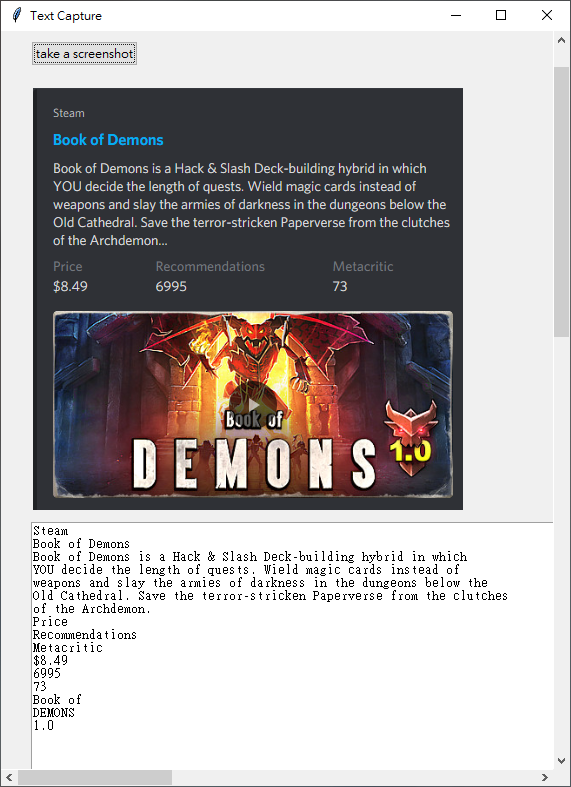 Text Capture
take a screenshot
Steam
Book of Demons
Book of Demons is a Hack & Slash Deck-building hybrid in which
YOU decide the length of quests. Wield magic cards instead of
weapons and slay the armies of darkness in the dungeons below the
Old Cathedral. Save the terror-stricken Paperverse from the clutches
of the Archdemon...
Price Recommendations Metacritic
$8.49 6995 73
Book of
DEMONS
1.0
Steam
Book of Demons
Book of Demons is a Hack & Slash Deck-building hybrid in which
YOU decide the length of quests. Wield magic cards instead of
weapons and slay the armies of darkness in the dungeons below the
Old Cathedral. Save the terror-stricken Paperverse from the clutches
of the Archdemon.
Price
Recommendations
Metacritic
$8.49
6995
73
Book of
DEMONS
1.0